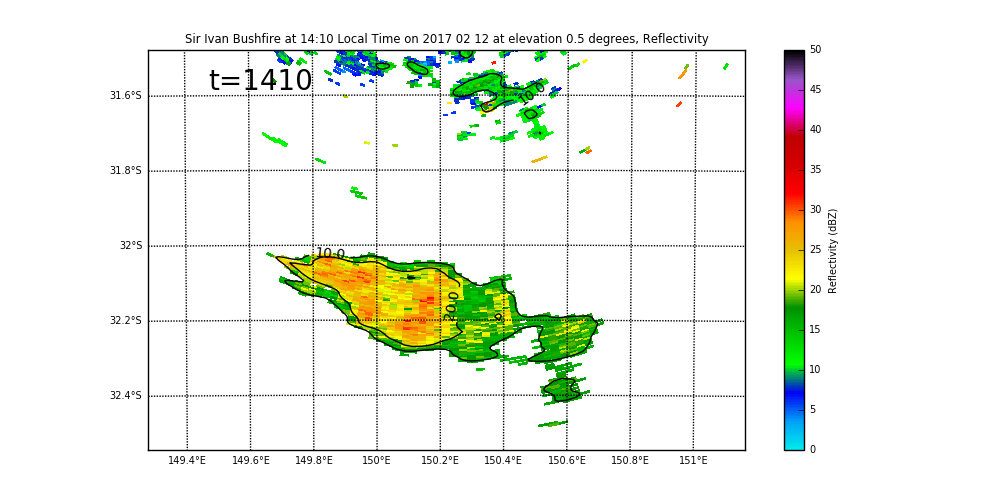 Sir Ivan Bushfire at 14:10 Local Time on 2017 02 12 at elevation 0.5 degrees, Reflectivity
t=1410
10.0
10.0
20.0
31.6°S
31.8°S
32°S
32.2°S
32.4°S
149.4°E 149.6°E 149.8°E 150°E 150.2°E 150.4°E 150.6°E 150.8°E 151°E
50
45
40
35
30
25
20
15
10
5
0
Reflectivity (dBZ)